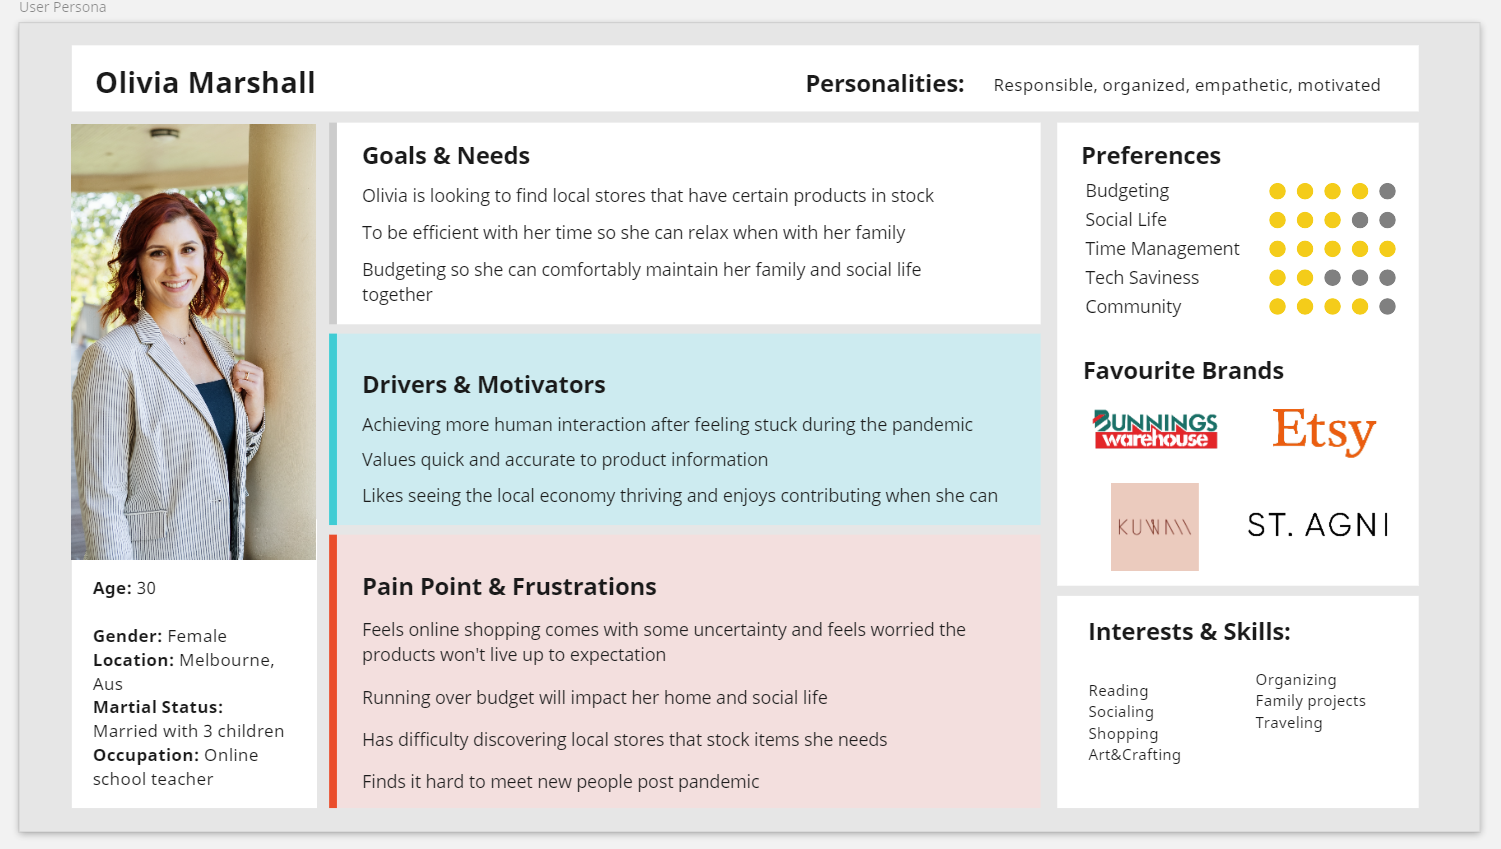 User Persona
Olivia Marshall
Personalities: Responsible, organized, empathetic, motivated
Age: 30
Gender: Female
Location: Melbourne,
Aus
Martial Status:
Married with 3 children
Occupation: Online
school teacher
Goals & Needs
Olivia is looking to find local stores that have certain products in stock
To be efficient with her time so she can relax when with her family
Budgeting so she can comfortably maintain her family and social life
together
Drivers & Motivators
Achieving more human interaction after feeling stuck during the pandemic
Values quick and accurate to product information
Likes seeing the local economy thriving and enjoys contributing when she can
Pain Point & Frustrations
Feels online shopping comes with some uncertainty and feels worried the
products won't live up to expectation
Running over budget will impact her home and social life
Has difficulty discovering local stores that stock items she needs
Finds it hard to meet new people post pandemic
Preferences
Budgeting
Social Life
Time Management
Tech Saviness
Community
Favourite Brands
BUNNINGS
warehouse
Etsy
KUWAII
ST. AGNI
Interests & Skills:
Reading
Socialing
Shopping
Art&Crafting
Organizing
Family projects
Traveling